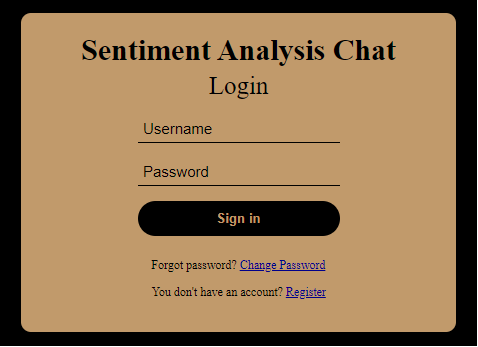 Sentiment Analysis Chat
Login
Username
Password
Sign in
Forgot password? Change Password
You don't have an account? Register